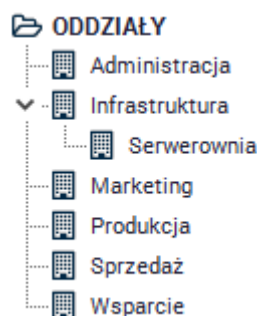 ODDZIAŁY
Administracja
Infrastruktura
Serwerownia
Marketing
Produkcja
Sprzedaż
Wsparcie